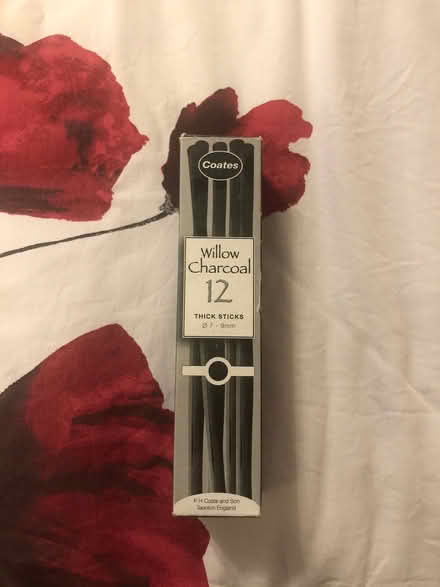 Coates
Willow
Charcoal
12
THICK STICKS
Ø 7 - 9mm
P H Coate and Son
Taunton England